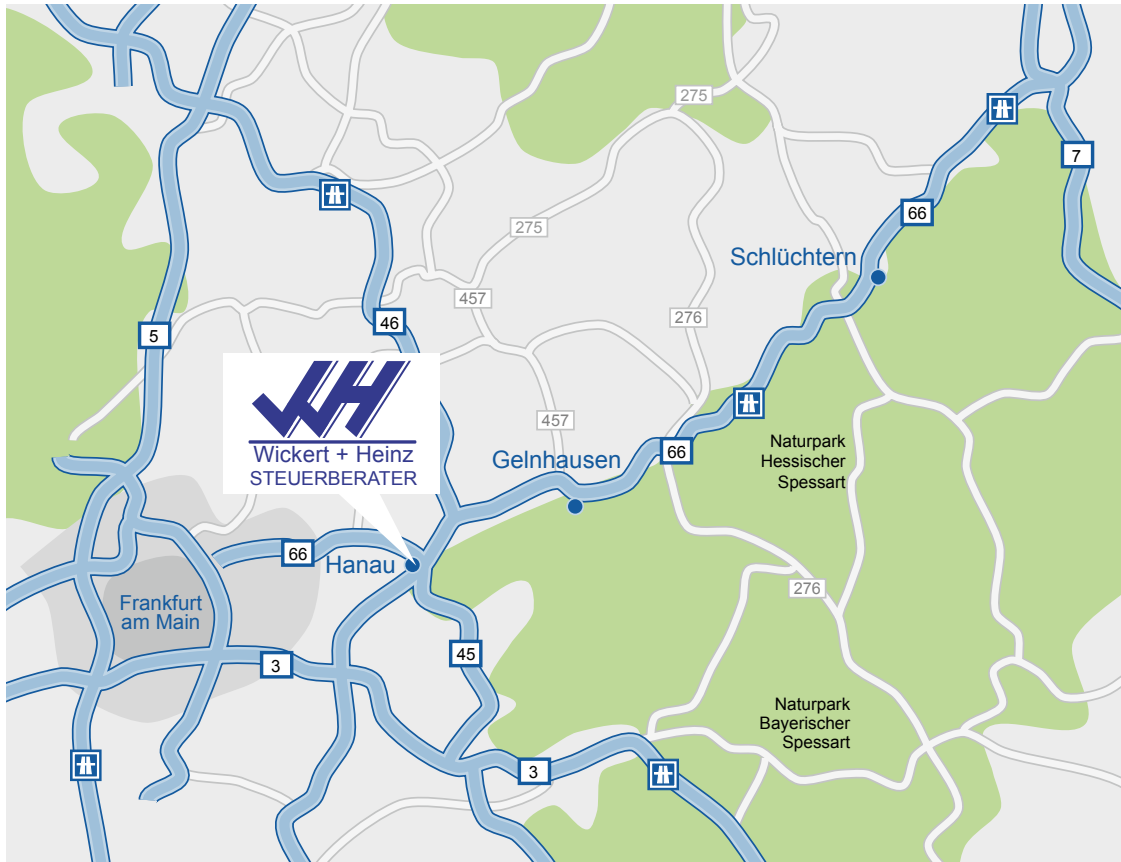 275
7
66
275
Schlüchtern
457
276
46
5
Wickert + Heinz
STEUERBERATER
457
Gelnhausen
66
Naturpark
Hessischer
Spessart
66
Hanau
276
Frankfurt
am Main
45
3
Naturpark
Bayerischer
Spessart
3